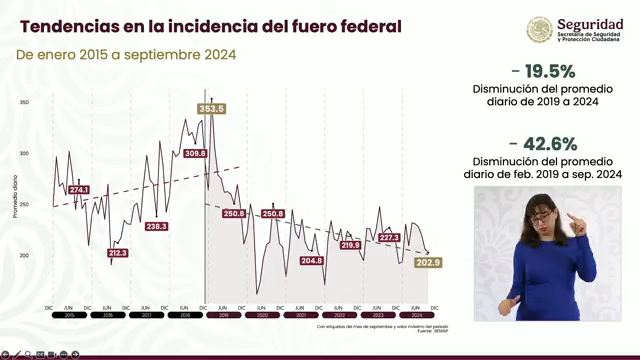 Tendencias en la incidencia del fuero federal
De enero 2015 a septiembre 2024
Seguridad
Secretaría de Seguridad
y Protección Ciudadana
- 19.5%
Disminución del promedio
diario de 2019 a 2024
- 42.6%
Disminución del promedio
diario de feb. 2019 a sep. 2024
Promedio diario
350
300
250
200
274.1
212.3
238.3
309.8
353.5
250.8
250.8
204.8
219.9
227.3
202.9
DIC JUN DIC JUN DIC JUN DIC JUN DIC JUN DIC JUN DIC JUN DIC JUN DIC JUN DIC JUN DIC
2015 2016 2017 2018 2019 2020 2021 2022 2023 2024
Con etiquetas del mes de septiembre y valor máximo del periodo
Fuente: SESNSP